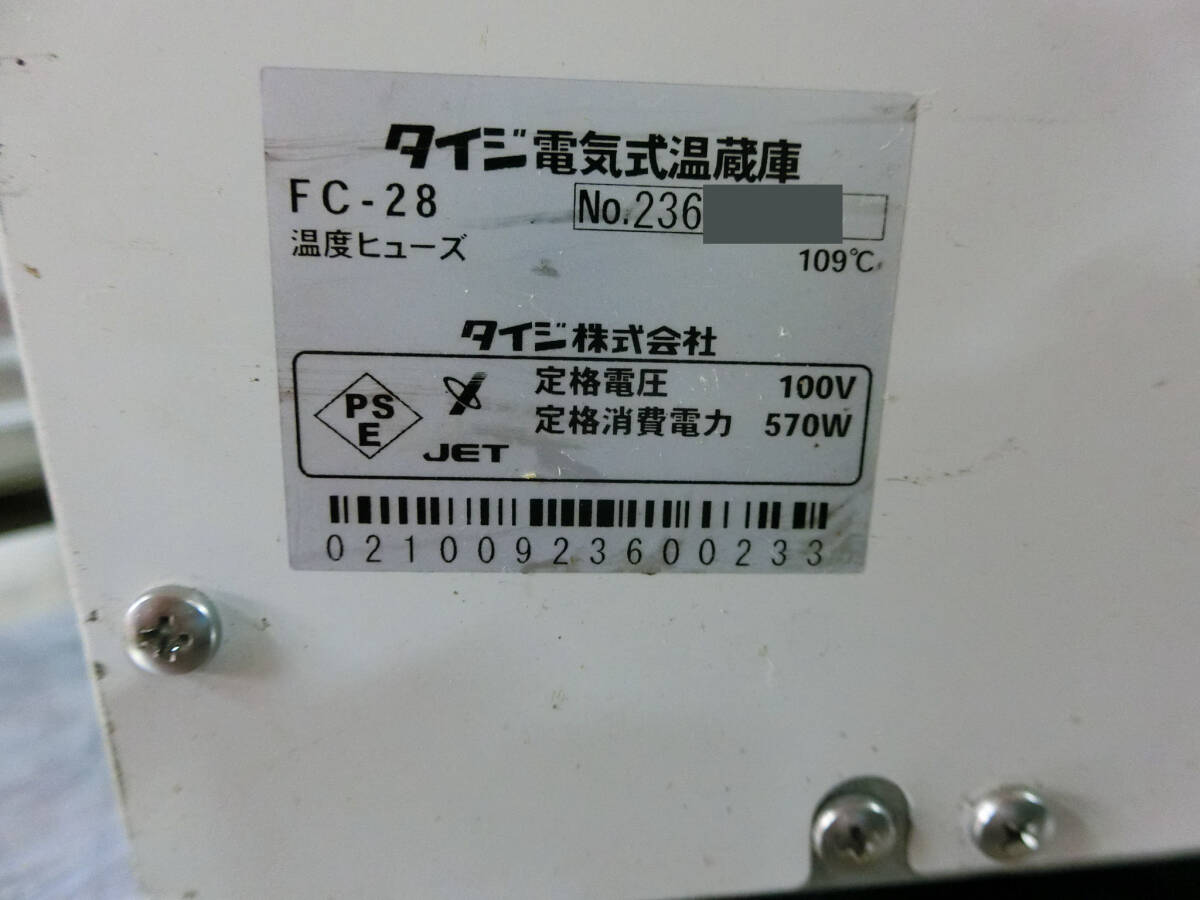 タイジ電気式温蔵庫
FC-28 No.236
温度ヒューズ 109℃
タイジ株式会社
PS
E
JET
定格電圧 100V
定格消費電力 570W
0210092360​0233